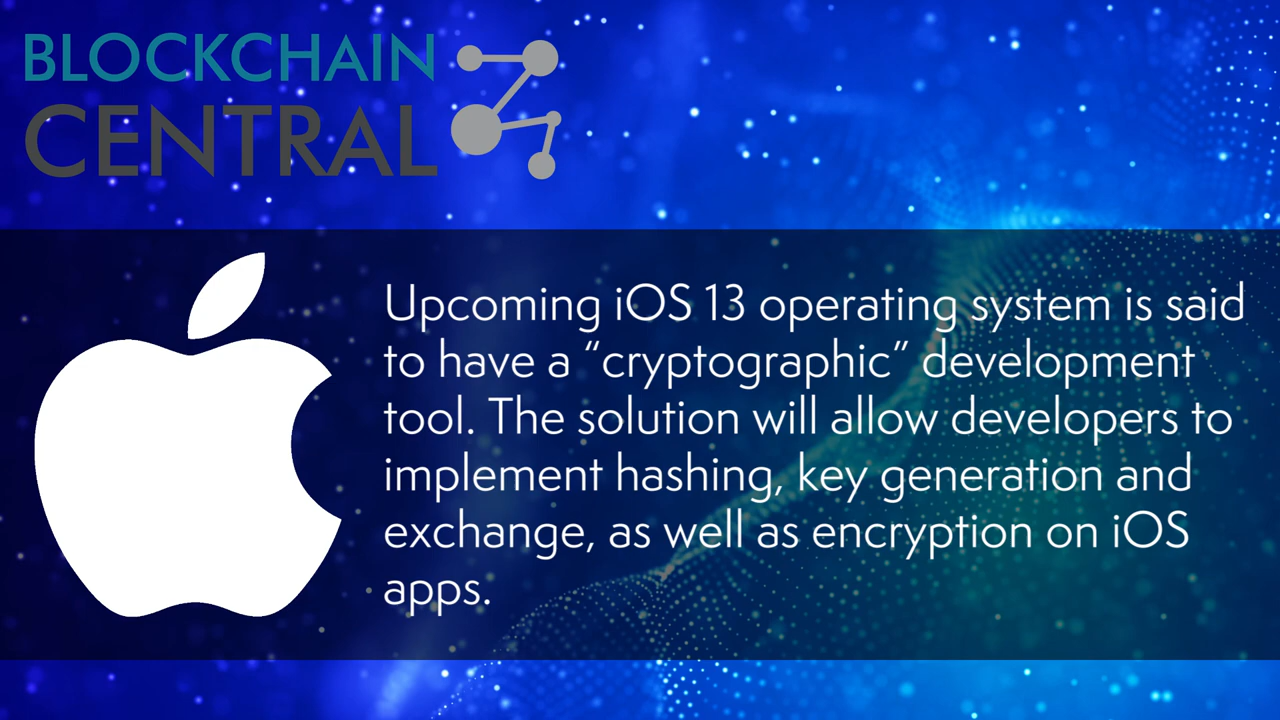 BLOCKCHAIN
CENTRAL
Upcoming iOS 13 operating system is said
to have a “cryptographic” development
tool. The solution will allow developers to
implement hashing, key generation and
exchange, as well as encryption on iOS
apps.